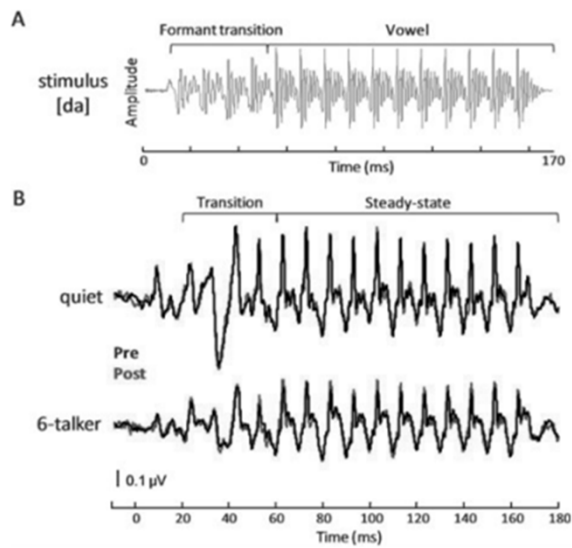 A
Formant transition Vowel
stimulus
[da]
Amplitude
0 170
Time (ms)
B
Transition Steady-state
quiet
Pre
Post
6-talker
0.1 µV
0 20 40 60 80 100 120 140 160 180
Time (ms)